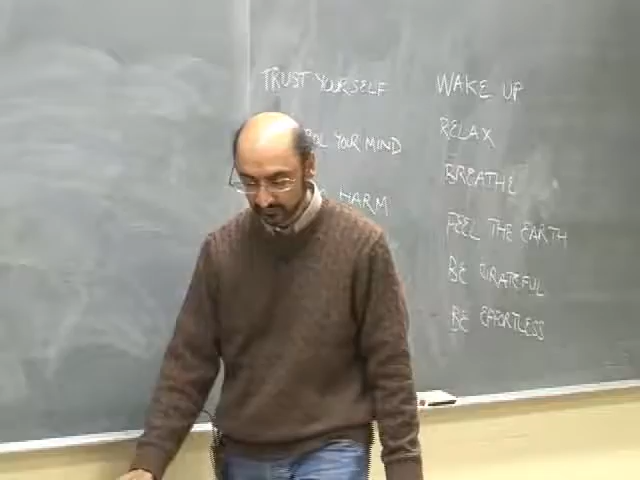 TRUST YOURSELF
YOUR MIND
HARM
WAKE UP
RELAX
BREATHE
FEEL THE EARTH
BE GRATEFUL
BE EFFORTLESS